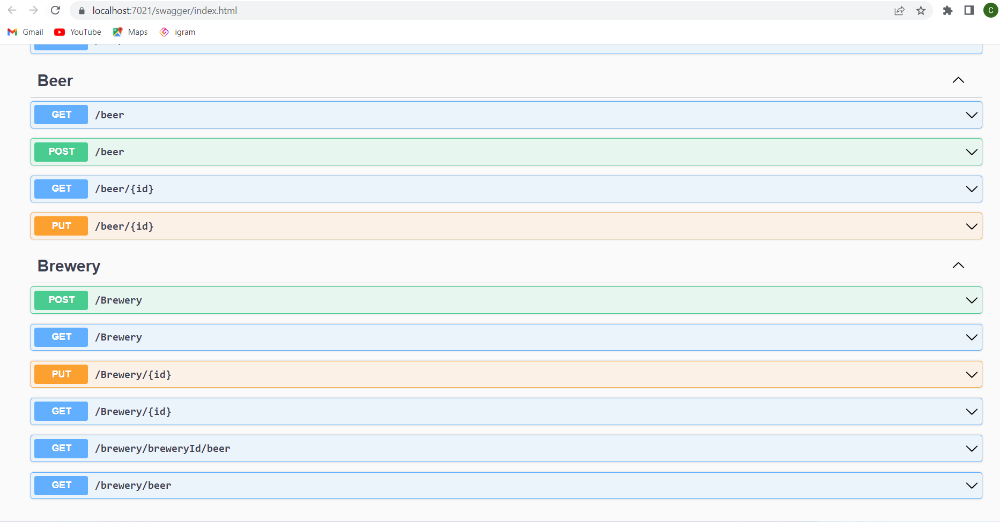 localhost:7021/swagger/index.html
C
Gmail YouTube Maps igram
Beer
GET /beer
POST /beer
GET /beer/{id}
PUT /beer/{id}
Brewery
POST /Brewery
GET /Brewery
PUT /Brewery/{id}
GET /Brewery/{id}
GET /brewery/breweryId/beer
GET /brewery/beer